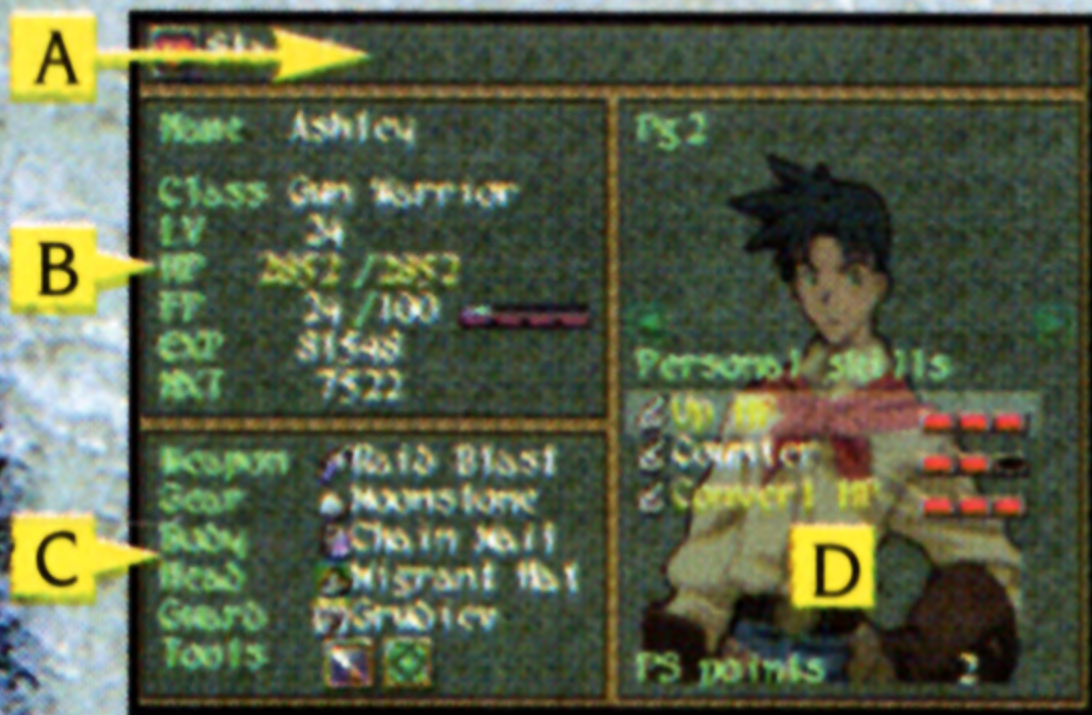 A
Name Ashley
Pg2
Class Gun Warrior
LV 24
B
HP 2852/2852
FP 24/100
EXP 81548
NXT 7522
Personal skills
Up HP
Counter
Convert HP
Weapon Raid Blast
Gear Moonstone
C
Body Chain Mail
D
Head Migrant Hat
Guard
Tools
PS points 2